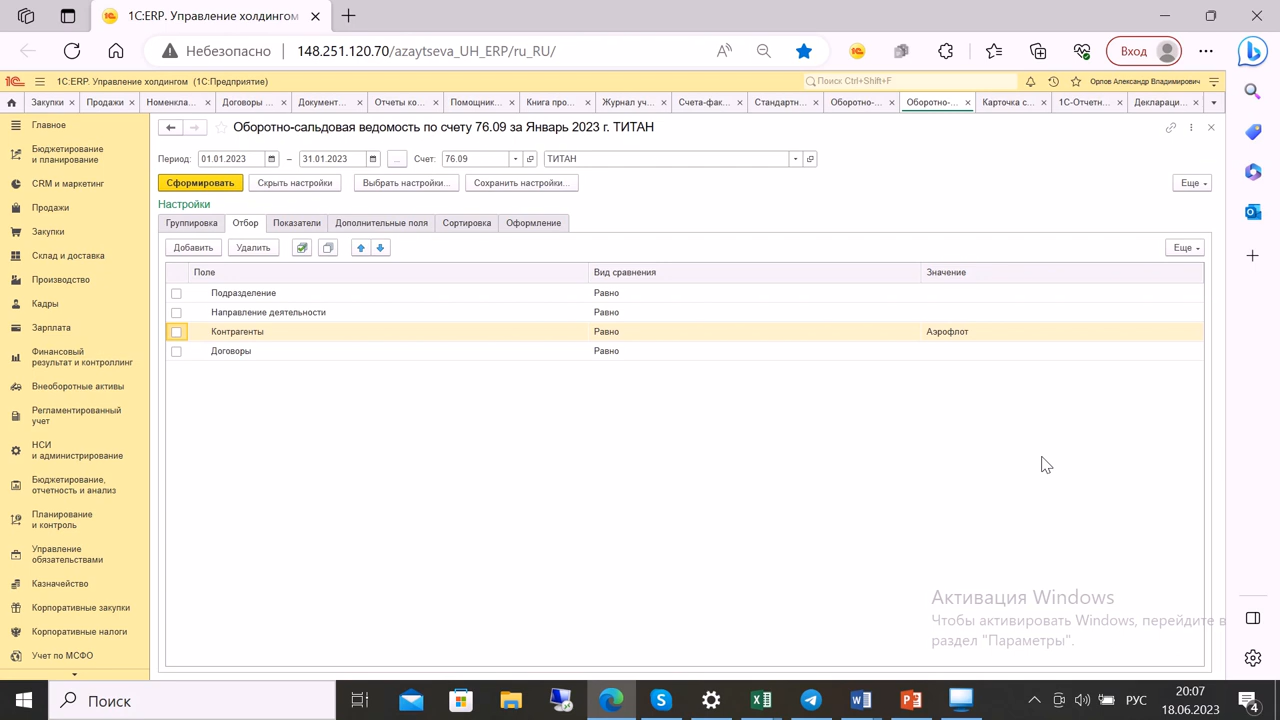 1С:ERP. Управление холдингом
Небезопасно
148.251.120.70/azaytseva_UH_ERP/ru_RU/
Вход
1С:ERP. Управление холдингом (1С:Предприятие)
Поиск Ctrl+Shift+F
Орлов Александр Владимирович
Закупки
Продажи
Номенкла...
Договоры ...
Документ...
Отчеты ко...
Помощник...
Книга про...
Журнал уч...
Счета-фак...
Стандартн...
Оборотно-...
Оборотно-...
Карточка с...
1С-Отчетн...
Деклараци...
Главное
Бюджетирование
и планирование
CRM и маркетинг
Продажи
Закупки
Склад и доставка
Производство
Кадры
Зарплата
Финансовый
результат и контроллинг
Внеоборотные активы
Регламентированный
учет
НСИ
и администрирование
Бюджетирование,
отчетность и анализ
Планирование
и контроль
Управление
обязательствами
Казначейство
Корпоративные закупки
Корпоративные налоги
Учет по МСФО
Оборотно-сальдовая ведомость по счету 76.09 за Январь 2023 г. ТИТАН
Период: 01.01.2023 – 31.01.2023 ... Счет: 76.09 ТИТАН
Сформировать
Скрыть настройки
Выбрать настройки...
Сохранить настройки...
Еще
Настройки
Группировка
Отбор
Показатели
Дополнительные поля
Сортировка
Оформление
Добавить
Удалить
Еще
Поле Вид сравнения Значение
Подразделение Равно
Направление деятельности Равно
Контрагенты Равно Аэрофлот
Договоры Равно
Активация Windows
Чтобы активировать Windows, перейдите в
раздел "Параметры".
Поиск
РУС
20:07
18.06.2023
4